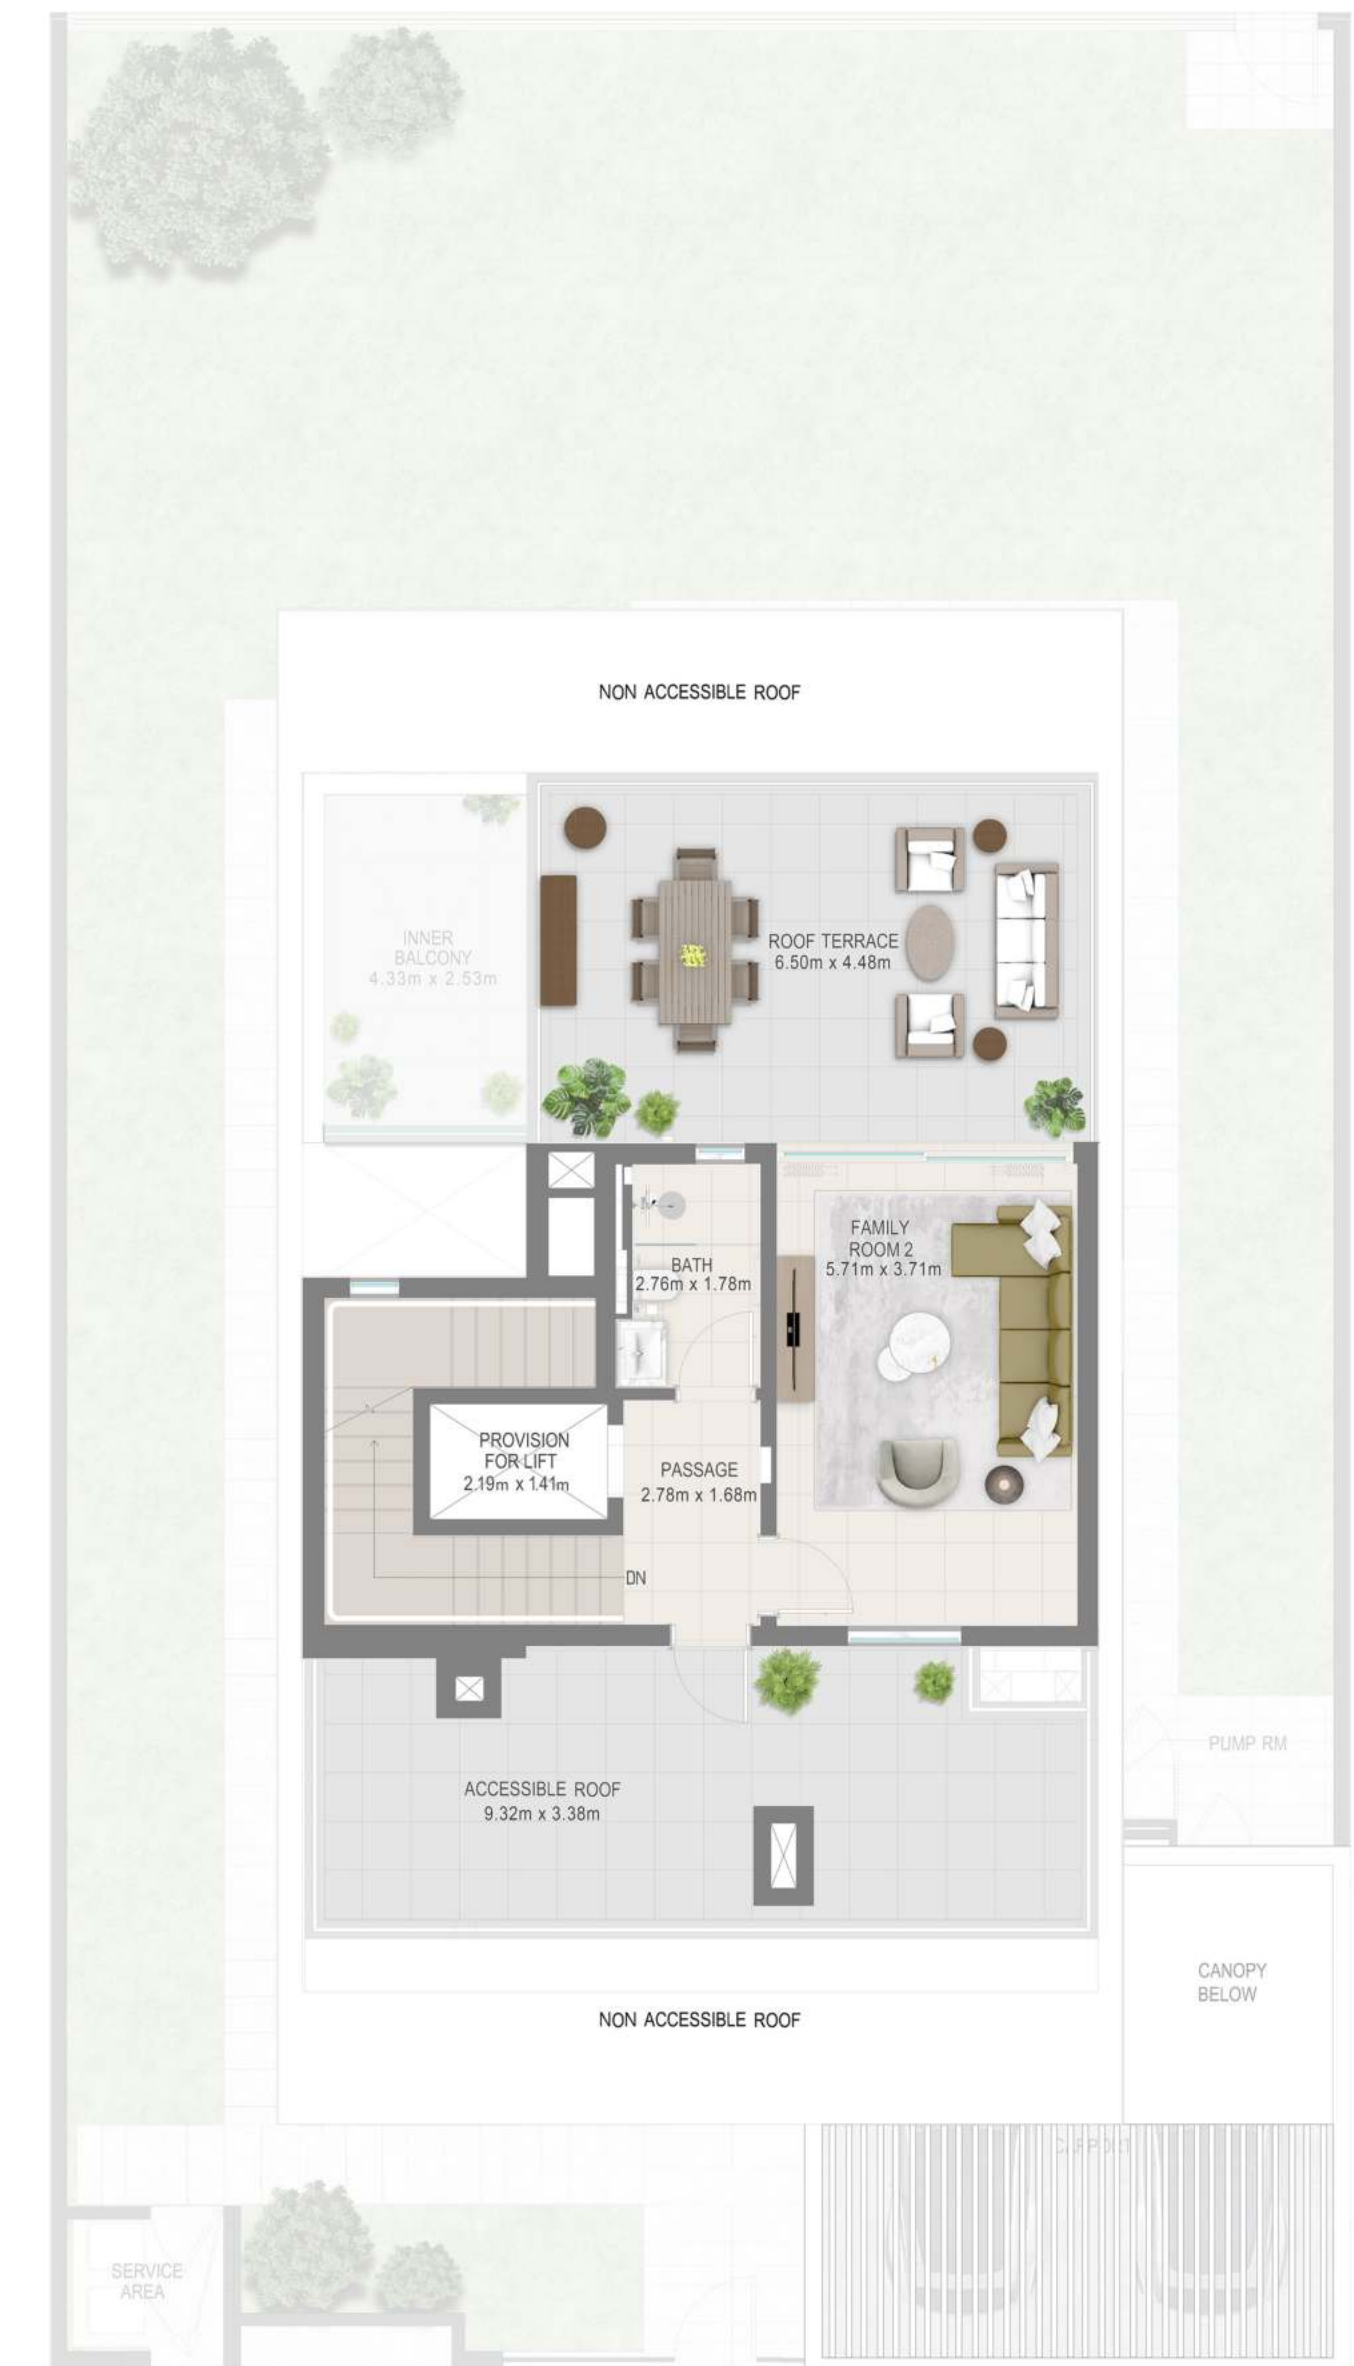 NON ACCESSIBLE ROOF
INNER
BALCONY
4.33m x 2.53m
ROOF TERRACE
6.50m x 4.48m
FAMILY
ROOM 2
5.71m x 3.71m
BATH
2.76m x 1.78m
PROVISION
FOR LIFT
2.19m x 1.41m
PASSAGE
2.78m x 1.68m
DN
PUMP RM
ACCESSIBLE ROOF
9.32m x 3.38m
CANOPY
BELOW
NON ACCESSIBLE ROOF
CARPORT
SERVICE
AREA